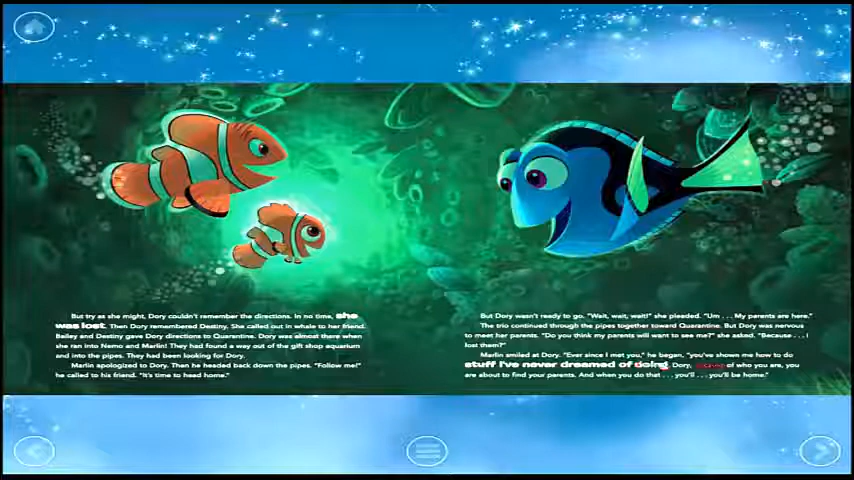 But try as she might, Dory couldn't remember the directions. In no time, she
was lost. Then Dory remembered Destiny. She called out in whale to her friend.
Bailey and Destiny gave Dory directions to Quarantine. Dory was almost there when
she ran into Nemo and Marlin! They had found a way out of the gift shop aquarium
and into the pipes. They had been looking for Dory.
Marlin apologized to Dory. Then he headed back down the pipes. "Follow me!"
he called to his friend. "It's time to head home."
But Dory wasn't ready to go. "Wait, wait, wait!" she pleaded. "Um . . . My parents are here."
The trio continued through the pipes together toward Quarantine. But Dory was nervous
to meet her parents. "Do you think my parents will want to see me?" she asked. "Because . . . I
lost them?"
Marlin smiled at Dory. "Ever since I met you," he began, "you've shown me how to do
stuff I've never dreamed of doing. Dory, because of who you are, you
are about to find your parents. And when you do that . . . you'll . . . you'll be home."